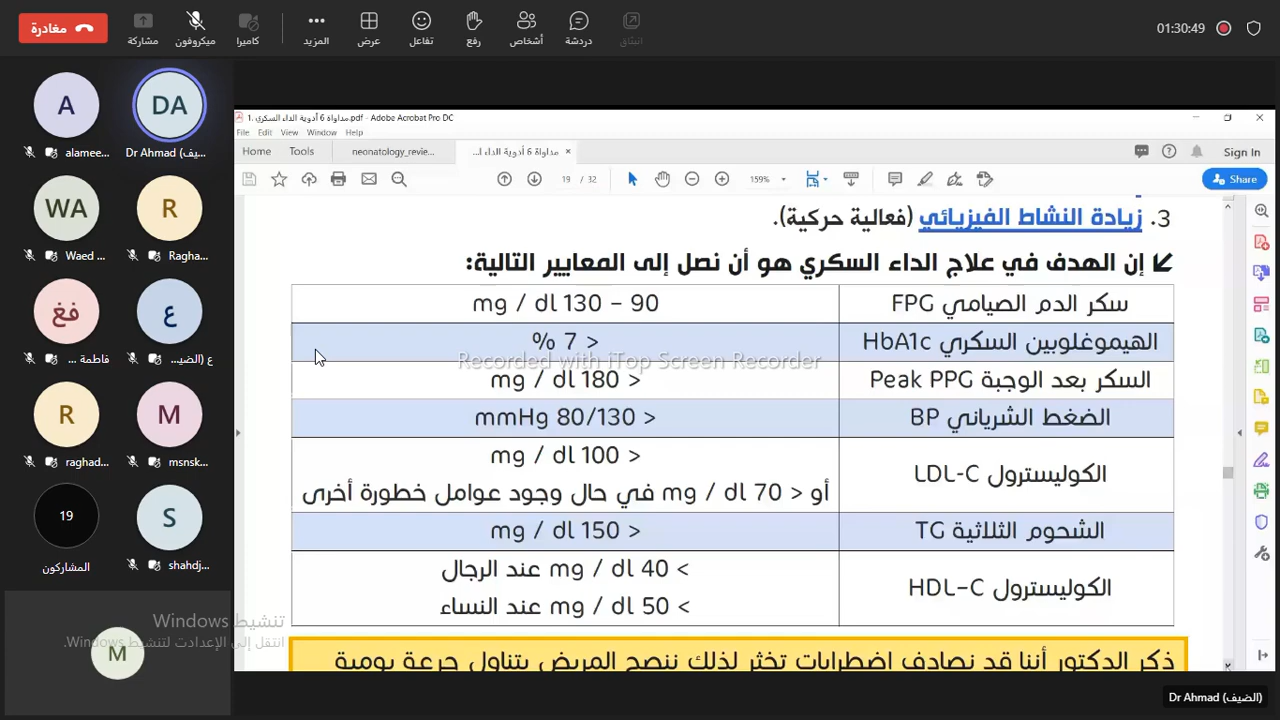 مغادرة
مشاركة
ميكروفون
كاميرا
المزيد
عرض
تفاعل
رفع
أشخاص
دردشة
انبثاق
01:30:49
A
alamee...
DA
Dr Ahmad (الضيف)...
WA
Waed ...
R
Ragha...
فغ
فاطمة ...
ع
ع (الضيـ...
R
raghad...
M
msnsk...
19
المشاركون
S
shahdj...
M
1. مداواة 6 أدوية الداء السكري.pdf - Adobe Acrobat Pro DC
File Edit View Window Help
Home Tools neonatology_revie... مداواة 6 أدوية الداء ا... × Sign In
19 / 32 159% Share
3. زيادة النشاط الفيزيائي (فعالية حركية).
إن الهدف في علاج الداء السكري هو أن نصل إلى المعايير التالية:
سكر الدم الصيامي FPG
90 – 130 mg / dl
الهيموغلوبين السكري HbA1c
< 7 %
السكر بعد الوجبة Peak PPG
< 180 mg / dl
الضغط الشرياني BP
< 130/80 mmHg
الكوليسترول LDL-C
< 100 mg / dl
أو < 70 mg / dl في حال وجود عوامل خطورة أخرى
الشحوم الثلاثية TG
< 150 mg / dl
الكوليسترول HDL-C
> 40 mg / dl عند الرجال
> 50 mg / dl عند النساء
ذكر الدكتور أننا قد نصادف اضطرابات تخثر لذلك ننصح المريض بتناول جرعة يومية
Recorded with iTop Screen Recorder
تنشيط Windows
انتقل إلى الإعدادات لتنشيط Windows.
Dr Ahmad (الضيف)